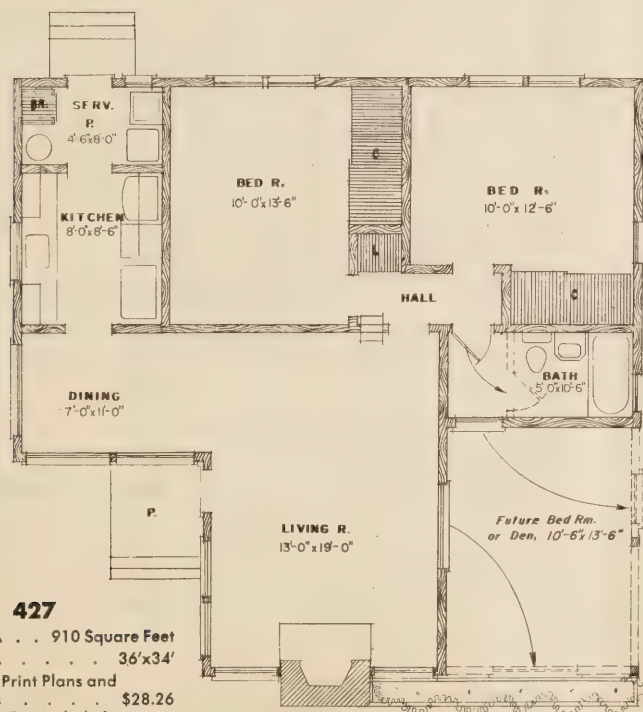 SERV.
P.
4'-6"x8'-0"
BED R.
10'-0"x13'-6"
C
BED R.
10'-0"x12'-6"
KITCHEN
8'-0"x8'-6"
L
HALL
C
BATH
5'0"x10'-6"
DINING
7'-0"x11'-0"
P.
LIVING R.
13'-0"x19'-0"
Future Bed Rm.
or Den, 10'-6"x13'-6"
427
. . 910 Square Feet
. . . . . 36'x34'
Print Plans and
. . . . . $28.26